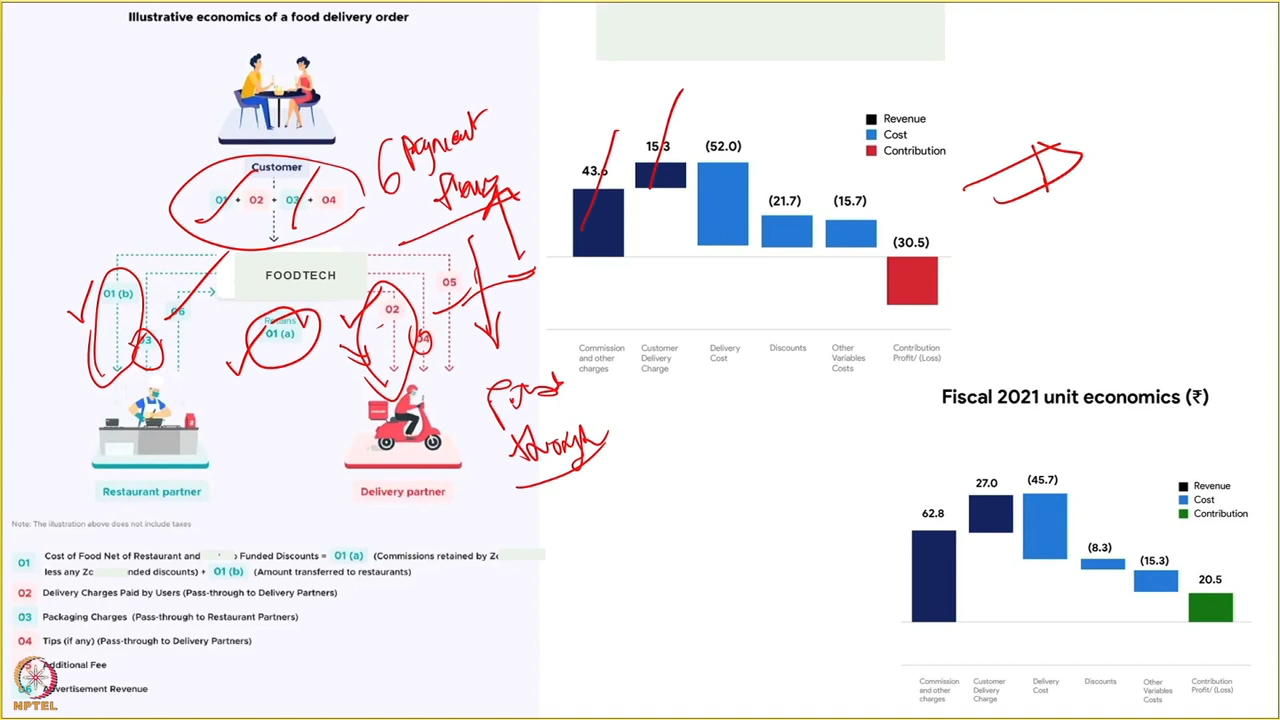 Illustrative economics of a food delivery order
Customer
01 + 02 + 03 + 04
6 payment
flows
FOODTECH
01 (b)
03
06
Retains
01 (a)
02
04
05
Pass
through
Restaurant partner
Delivery partner
Note: The illustration above does not include taxes
01 Cost of Food Net of Restaurant and Funded Discounts = 01 (a) (Commissions retained by
less any nded discounts) + 01 (b) (Amount transferred to restaurants)
02 Delivery Charges Paid by Users (Pass-through to Delivery Partners)
03 Packaging Charges (Pass-through to Restaurant Partners)
04 Tips (if any) (Pass-through to Delivery Partners)
Additional Fee
Advertisement Revenue
NPTEL
Revenue
Cost
Contribution
15.3
(52.0)
(21.7)
(15.7)
(30.5)
Commission and other charges
Customer Delivery Charge
Delivery Cost
Discounts
Other Variables Costs
Contribution Profit/ (Loss)
Fiscal 2021 unit economics (₹)
Revenue
Cost
Contribution
62.8
27.0
(45.7)
(8.3)
(15.3)
20.5
Commission and other charges
Customer Delivery Charge
Delivery Cost
Discounts
Other Variables Costs
Contribution Profit/ (Loss)